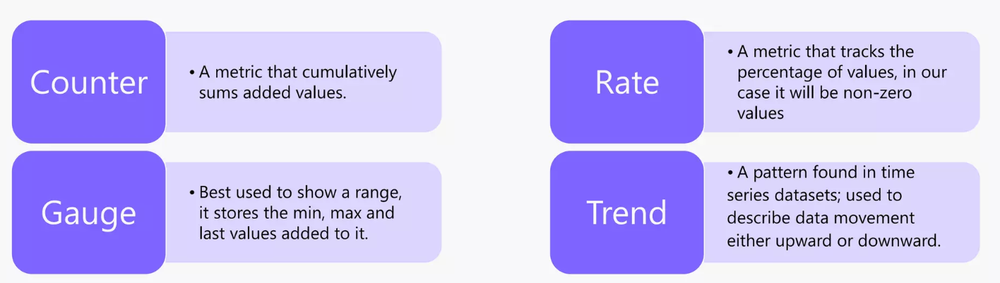 Counter
• A metric that cumulatively
sums added values.
Rate
• A metric that tracks the
percentage of values, in our
case it will be non-zero
values
Gauge
• Best used to show a range,
it stores the min, max and
last values added to it.
Trend
• A pattern found in time
series datasets; used to
describe data movement
either upward or downward.